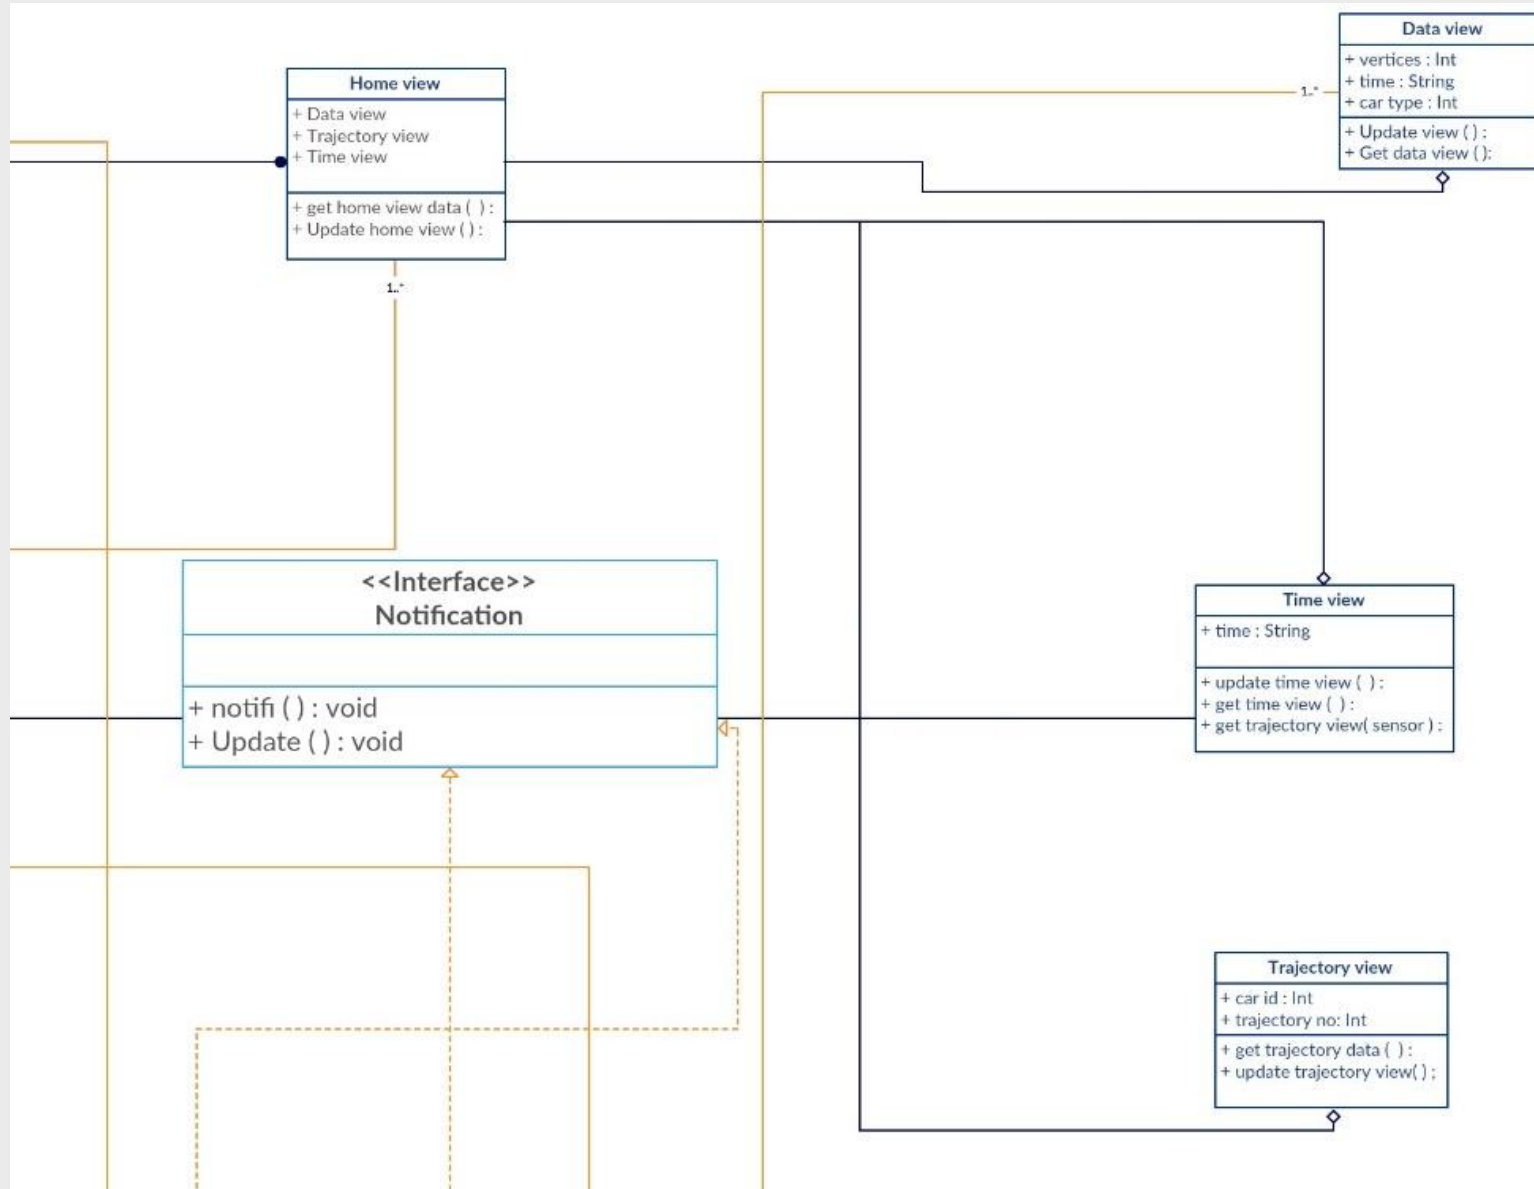 Data view
+ vertices : Int
+ time : String
+ car type : Int
+ Update view ( ) :
+ Get data view ( ):
1..*
Home view
+ Data view
+ Trajectory view
+ Time view
+ get home view data (  ) :
+ Update home view ( ) :
1..*
<<Interface>>
Notification
+ notifi ( ) : void
+ Update ( ) : void
Time view
+ time : String
+ update time view (  ) :
+ get time view (  ) :
+ get trajectory view( sensor ) :
Trajectory view
+ car id : Int
+ trajectory no: Int
+ get trajectory data (  ) :
+ update trajectory view( ) ;